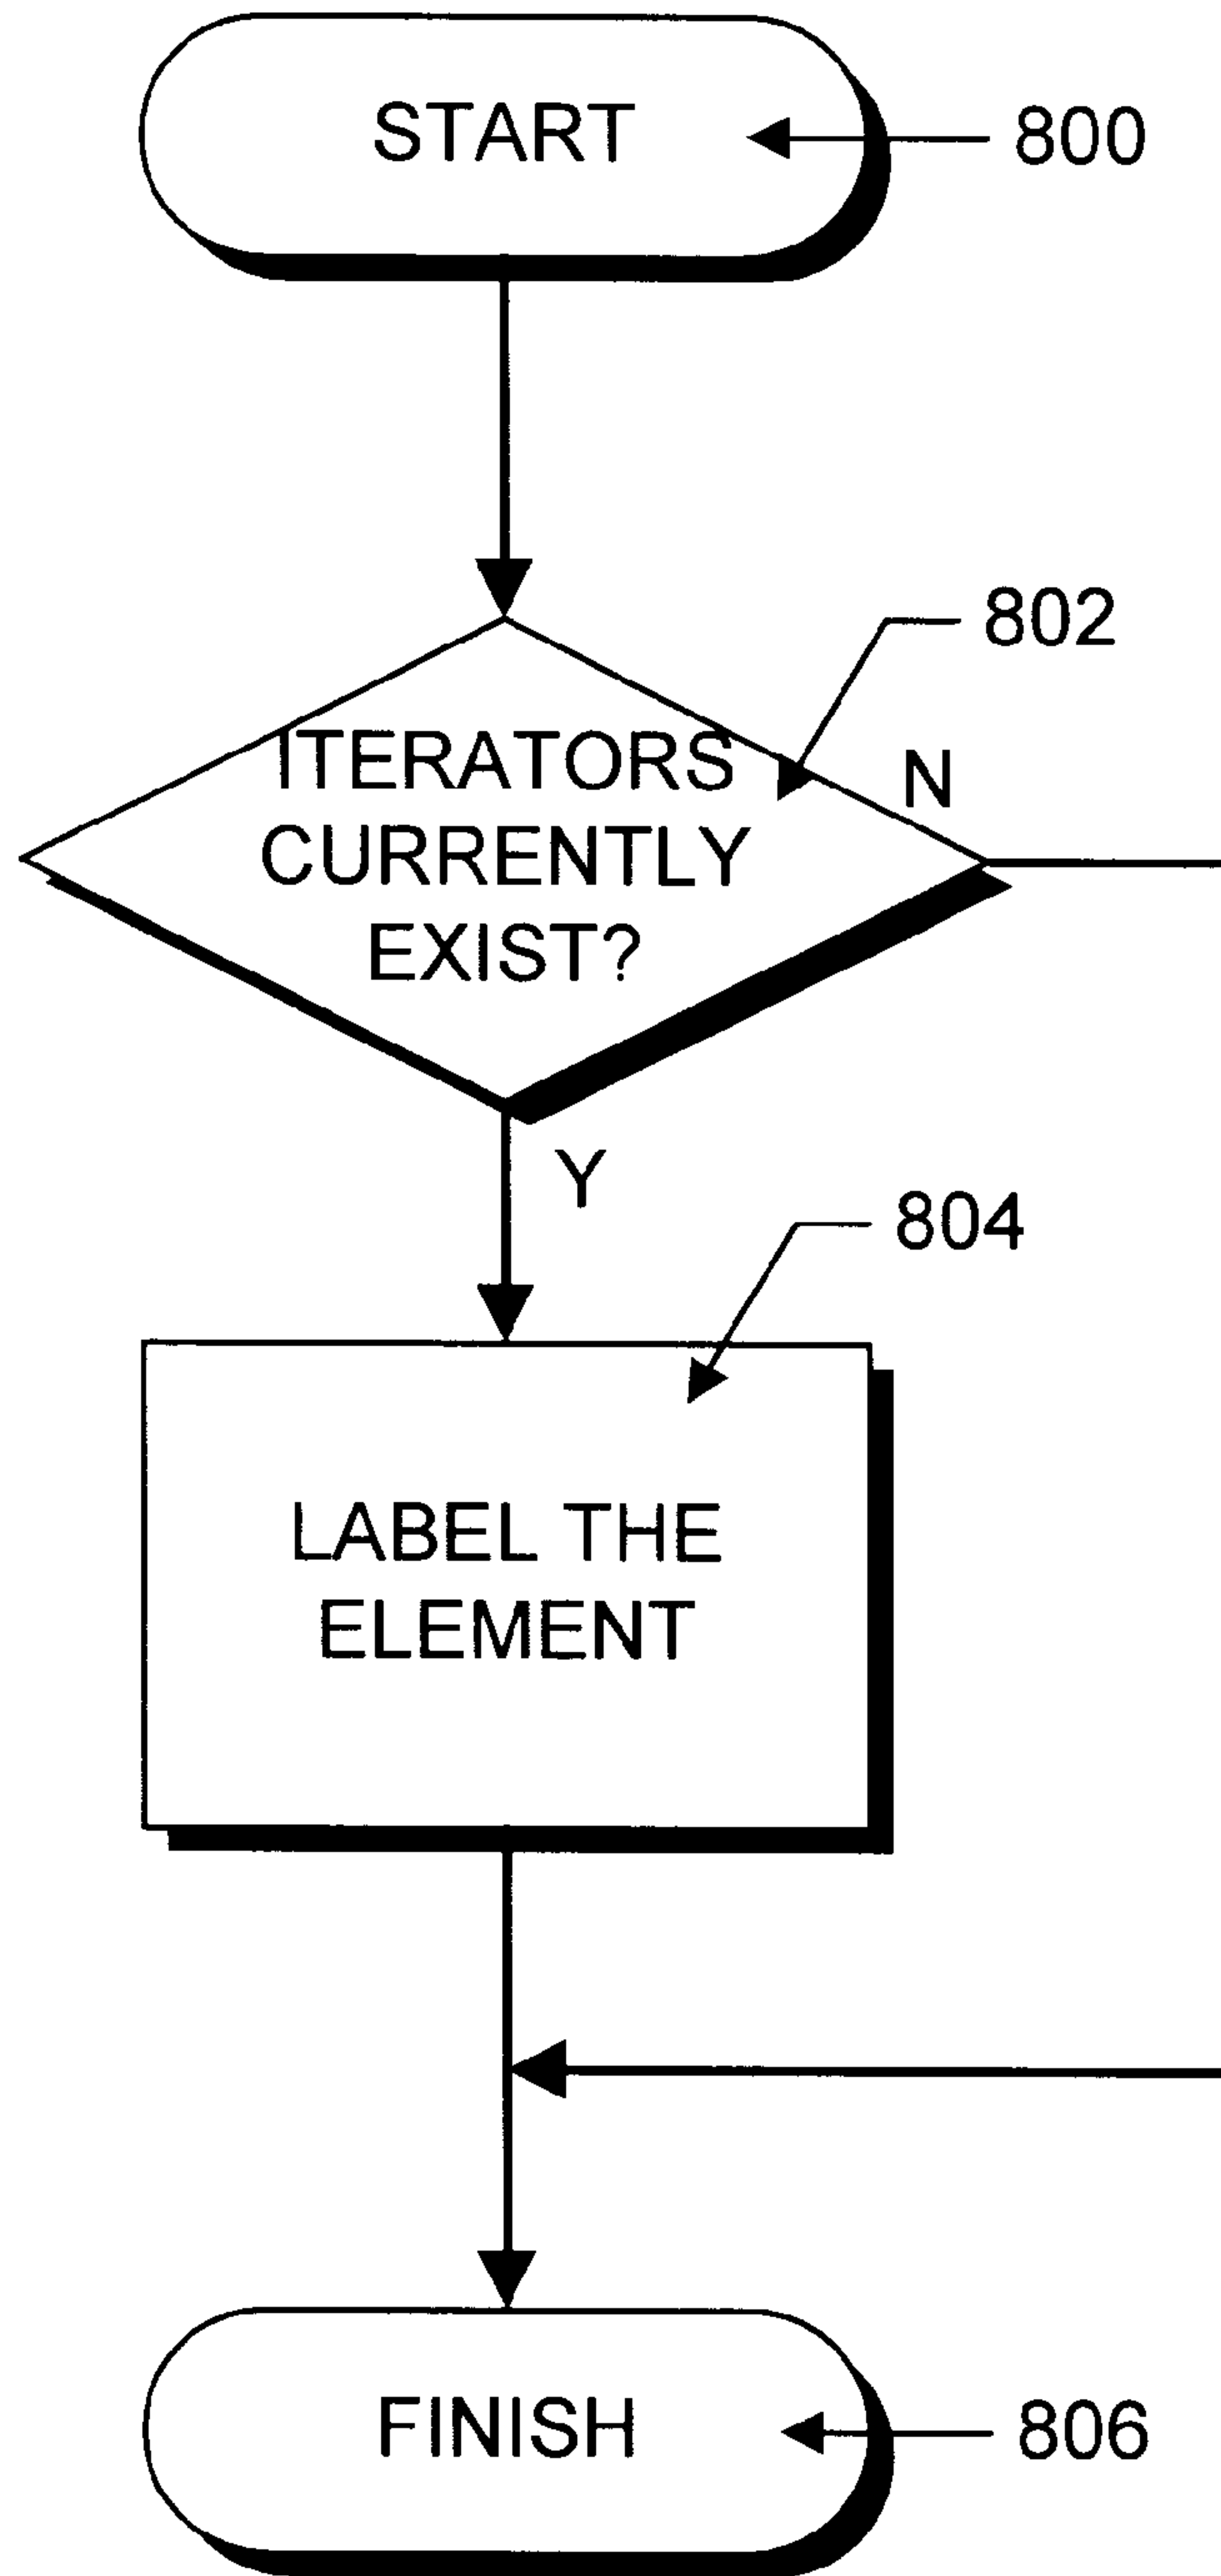 START
800
802
ITERATORS
CURRENTLY
EXIST?
N
Y
804
LABEL THE
ELEMENT
FINISH
806